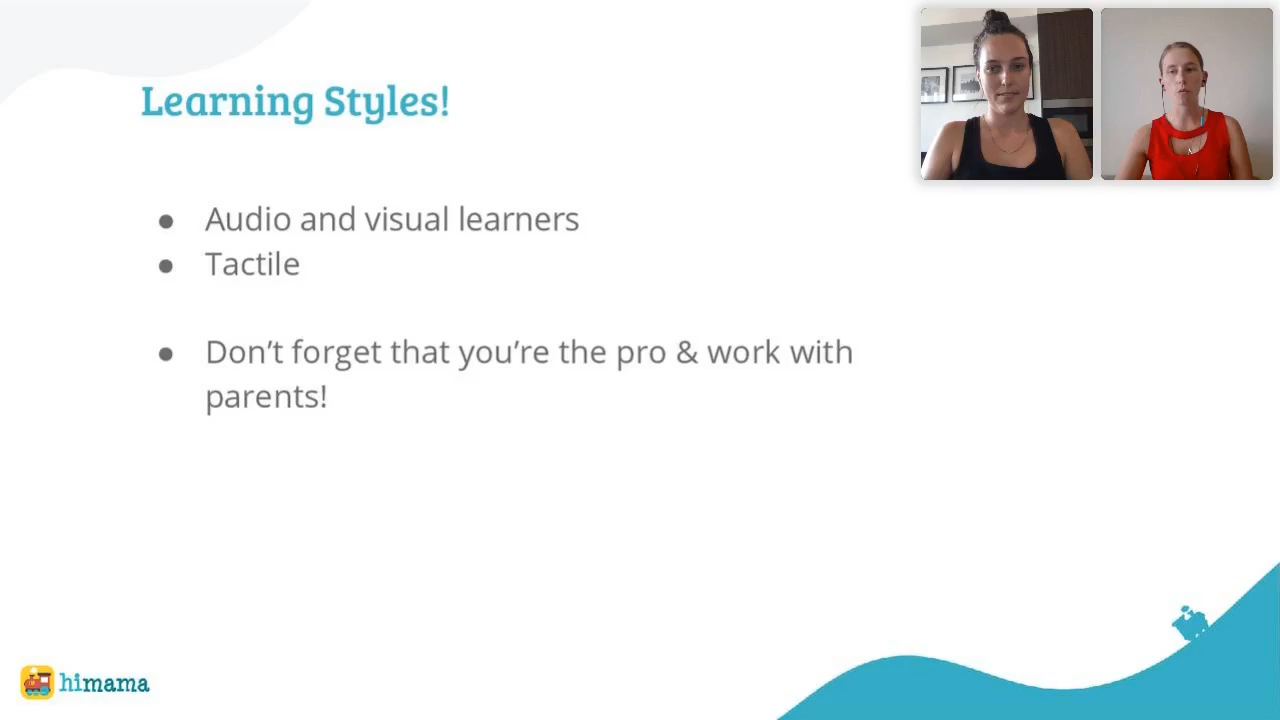 Learning Styles!
● Audio and visual learners
● Tactile
● Don’t forget that you’re the pro & work with
parents!
himama